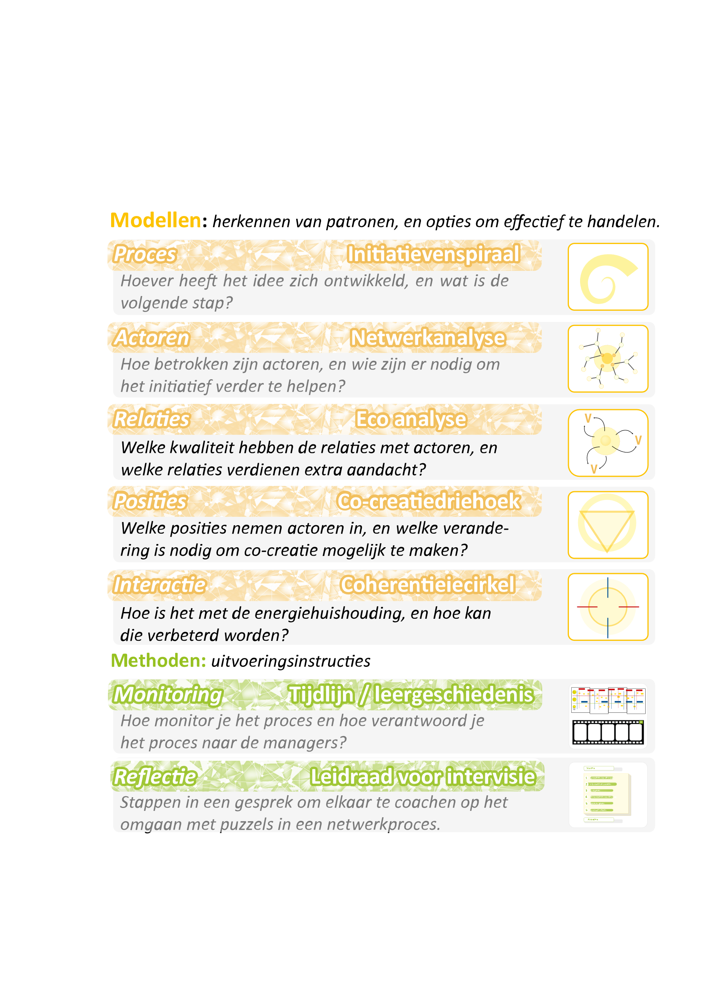 Modellen: herkennen van patronen, en opties om effectief te handelen.
Proces Initiatievenspiraal
Hoever heeft het idee zich ontwikkeld, en wat is de
volgende stap?
Actoren Netwerkanalyse
Hoe betrokken zijn actoren, en wie zijn er nodig om
het initiatief verder te helpen?
Relaties Eco analyse
V
V
V
Welke kwaliteit hebben de relaties met actoren, en
welke relaties verdienen extra aandacht?
Posities Co-creatiedriehoek
Welke posities nemen actoren in, en welke verande-
ring is nodig om co-creatie mogelijk te maken?
Interactie Coherentieiecirkel
Hoe is het met de energiehuishouding, en hoe kan
die verbeterd worden?
Methoden: uitvoeringsinstructies
Monitoring Tijdlijn / leergeschiedenis
Hoe monitor je het proces en hoe verantwoord je
het proces naar de managers?
Reflectie Leidraad voor intervisie
Stappen in een gesprek om elkaar te coachen op het
omgaan met puzzels in een netwerkproces.
1
2
3
4
5
6